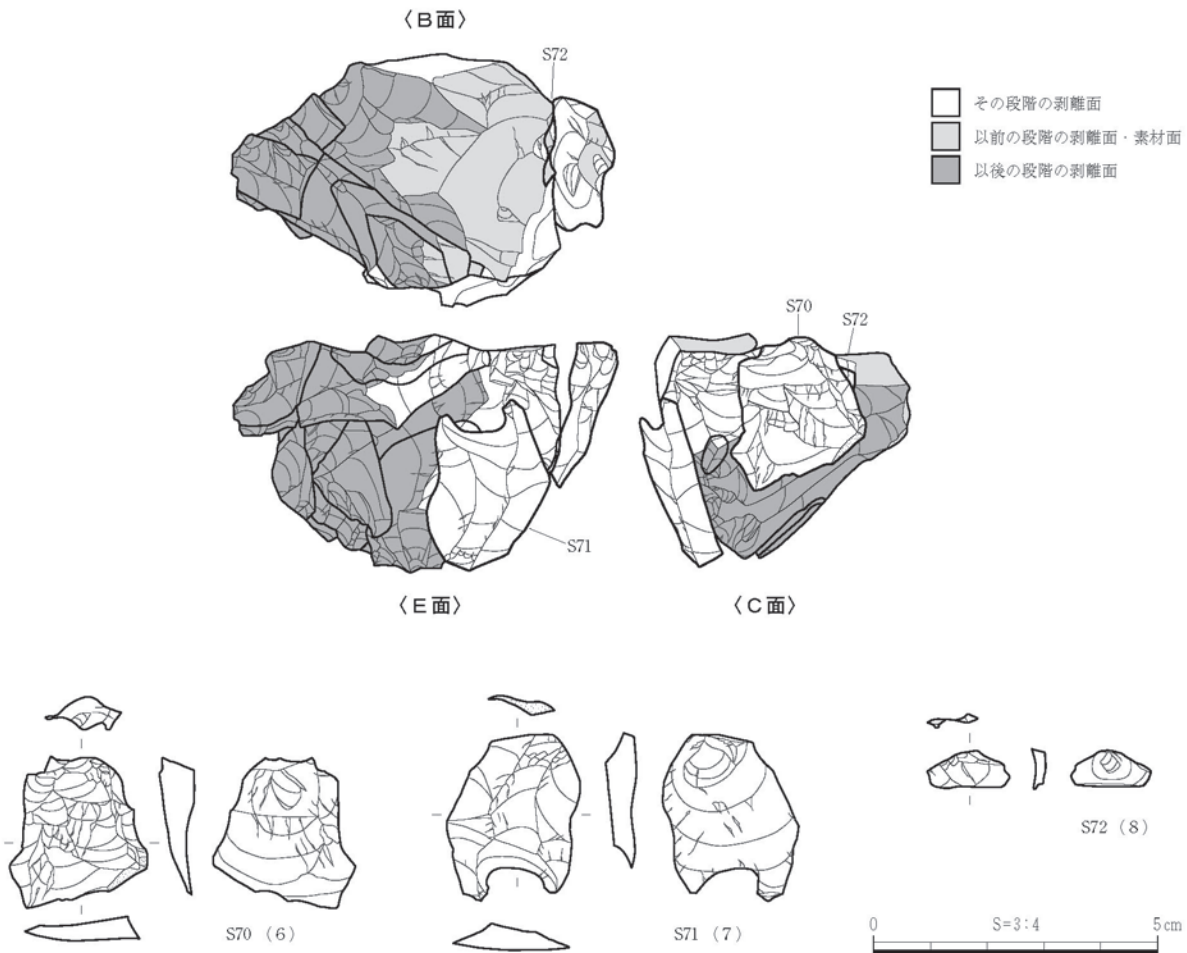 〈B面〉
S72
その段階の剥離面
以前の段階の剥離面・素材面
以後の段階の剥離面
S70
S72
S71
〈E面〉
〈C面〉
S70 (6)
S71 (7)
S72 (8)
0 S=3:4 5cm